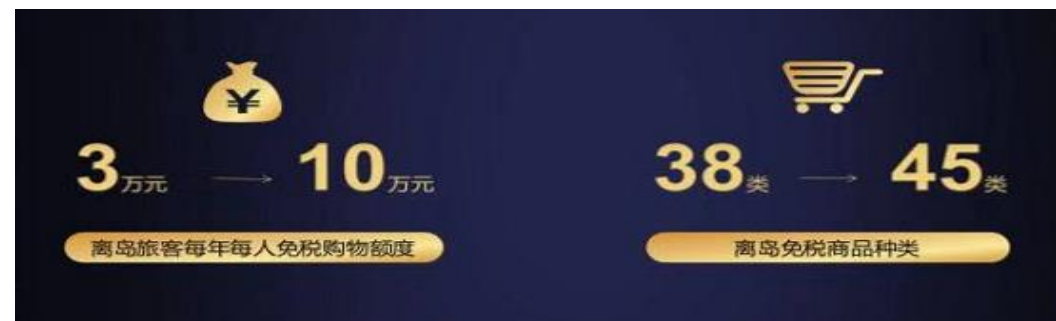 ¥
3万元 → 10万元
38类 → 45类
离岛旅客每年每人免税购物额度
离岛免税商品种类